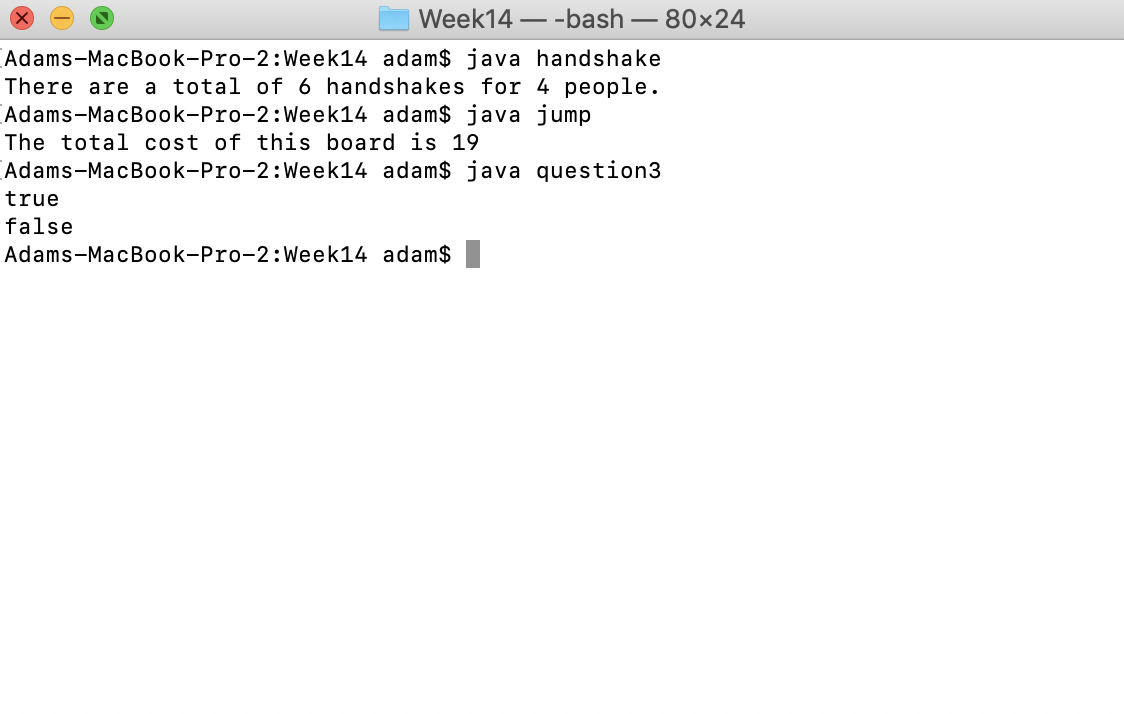 Week14 — -bash — 80×24
Adams-MacBook-Pro-2:Week14 adam$ java handshake
There are a total of 6 handshakes for 4 people.
Adams-MacBook-Pro-2:Week14 adam$ java jump
The total cost of this board is 19
Adams-MacBook-Pro-2:Week14 adam$ java question3
true
false
Adams-MacBook-Pro-2:Week14 adam$